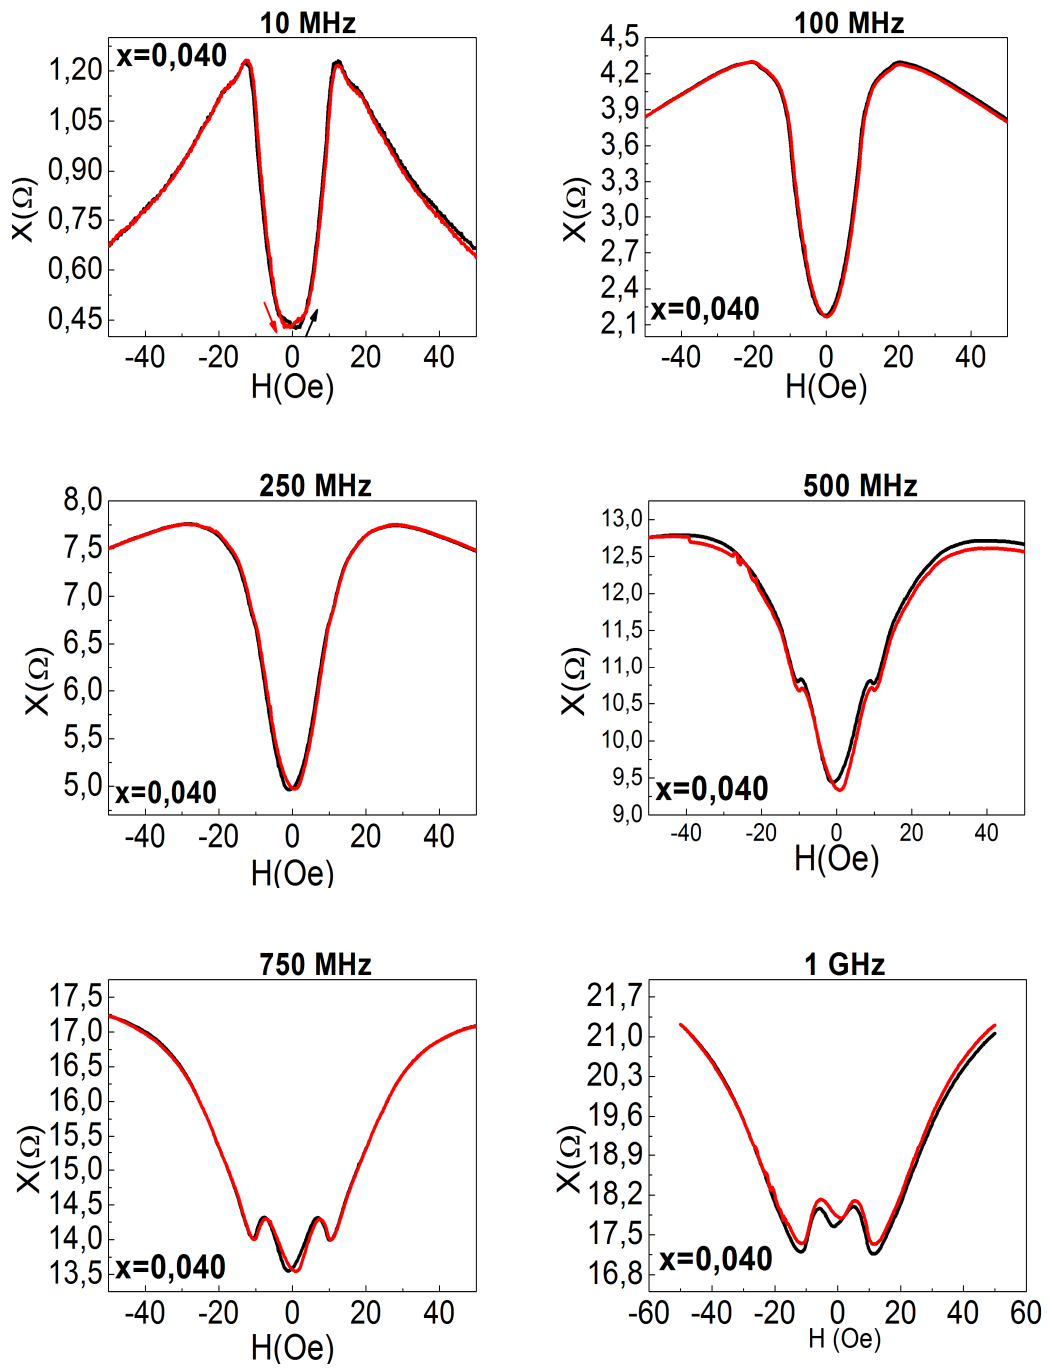 10 MHz
x=0,040
1,20
1,05
0,90
0,75
0,60
0,45
X(Ω)
-40 -20 0 20 40
H(Oe)
100 MHz
4,5
4,2
3,9
3,6
3,3
3,0
2,7
2,4
2,1
X(Ω)
x=0,040
-40 -20 0 20 40
H(Oe)
250 MHz
8,0
7,5
7,0
6,5
6,0
5,5
5,0
X(Ω)
x=0,040
-40 -20 0 20 40
H(Oe)
500 MHz
13,0
12,5
12,0
11,5
11,0
10,5
10,0
9,5
9,0
X(Ω)
x=0,040
-40 -20 0 20 40
H(Oe)
750 MHz
17,5
17,0
16,5
16,0
15,5
15,0
14,5
14,0
13,5
X(Ω)
x=0,040
-40 -20 0 20 40
H(Oe)
1 GHz
21,7
21,0
20,3
19,6
18,9
18,2
17,5
16,8
X(Ω)
x=0,040
-60 -40 -20 0 20 40 60
H (Oe)